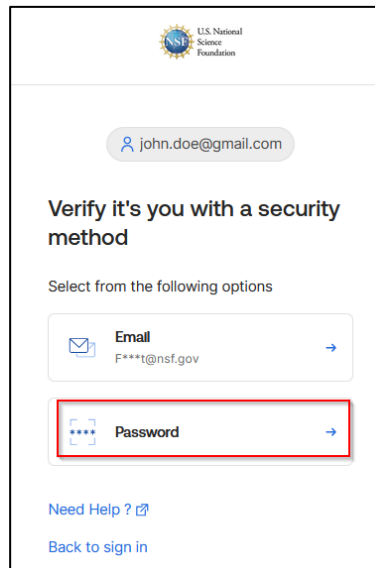 NSF
U.S. National
Science
Foundation
john.doe@gmail.com
Verify it's you with a security
method
Select from the following options
Email
F***t@nsf.gov
**** Password
Need Help ?
Back to sign in